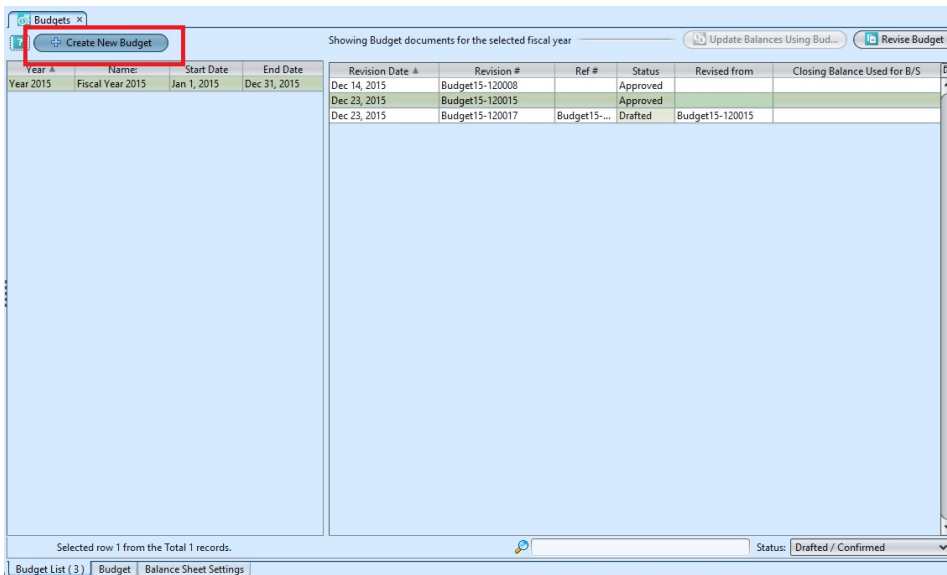 Budgets ×
? Create New Budget
Showing Budget documents for the selected fiscal year
Update Balances Using Bud...
Revise Budget
Year Name: Start Date End Date
Year 2015 Fiscal Year 2015 Jan 1, 2015 Dec 31, 2015
Revision Date Revision # Ref # Status Revised from Closing Balance Used for B/S
Dec 14, 2015 Budget15-120008 Approved
Dec 23, 2015 Budget15-120015 Approved
Dec 23, 2015 Budget15-120017 Budget15-... Drafted Budget15-120015
Selected row 1 from the Total 1 records.
Status: Drafted / Confirmed
Budget List ( 3 ) Budget Balance Sheet Settings